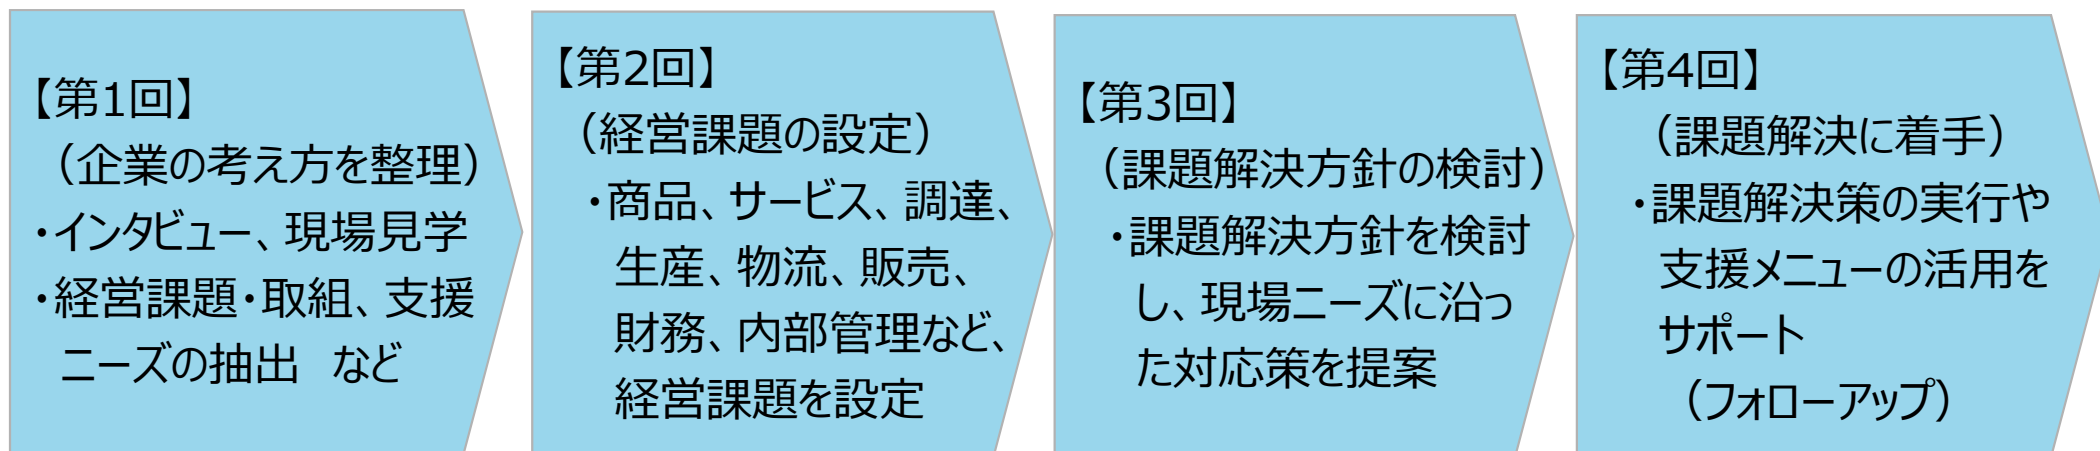 【第1回】
（企業の考え方を整理）
・インタビュー、現場見学
・経営課題・取組、支援
ニーズの抽出　など
【第2回】
（経営課題の設定）
・商品、サービス、調達、
生産、物流、販売、
財務、内部管理など、
経営課題を設定
【第3回】
（課題解決方針の検討）
・課題解決方針を検討
し、現場ニーズに沿っ
た対応策を提案
【第4回】
（課題解決に着手）
・課題解決策の実行や
支援メニューの活用を
サポート
（フォローアップ）